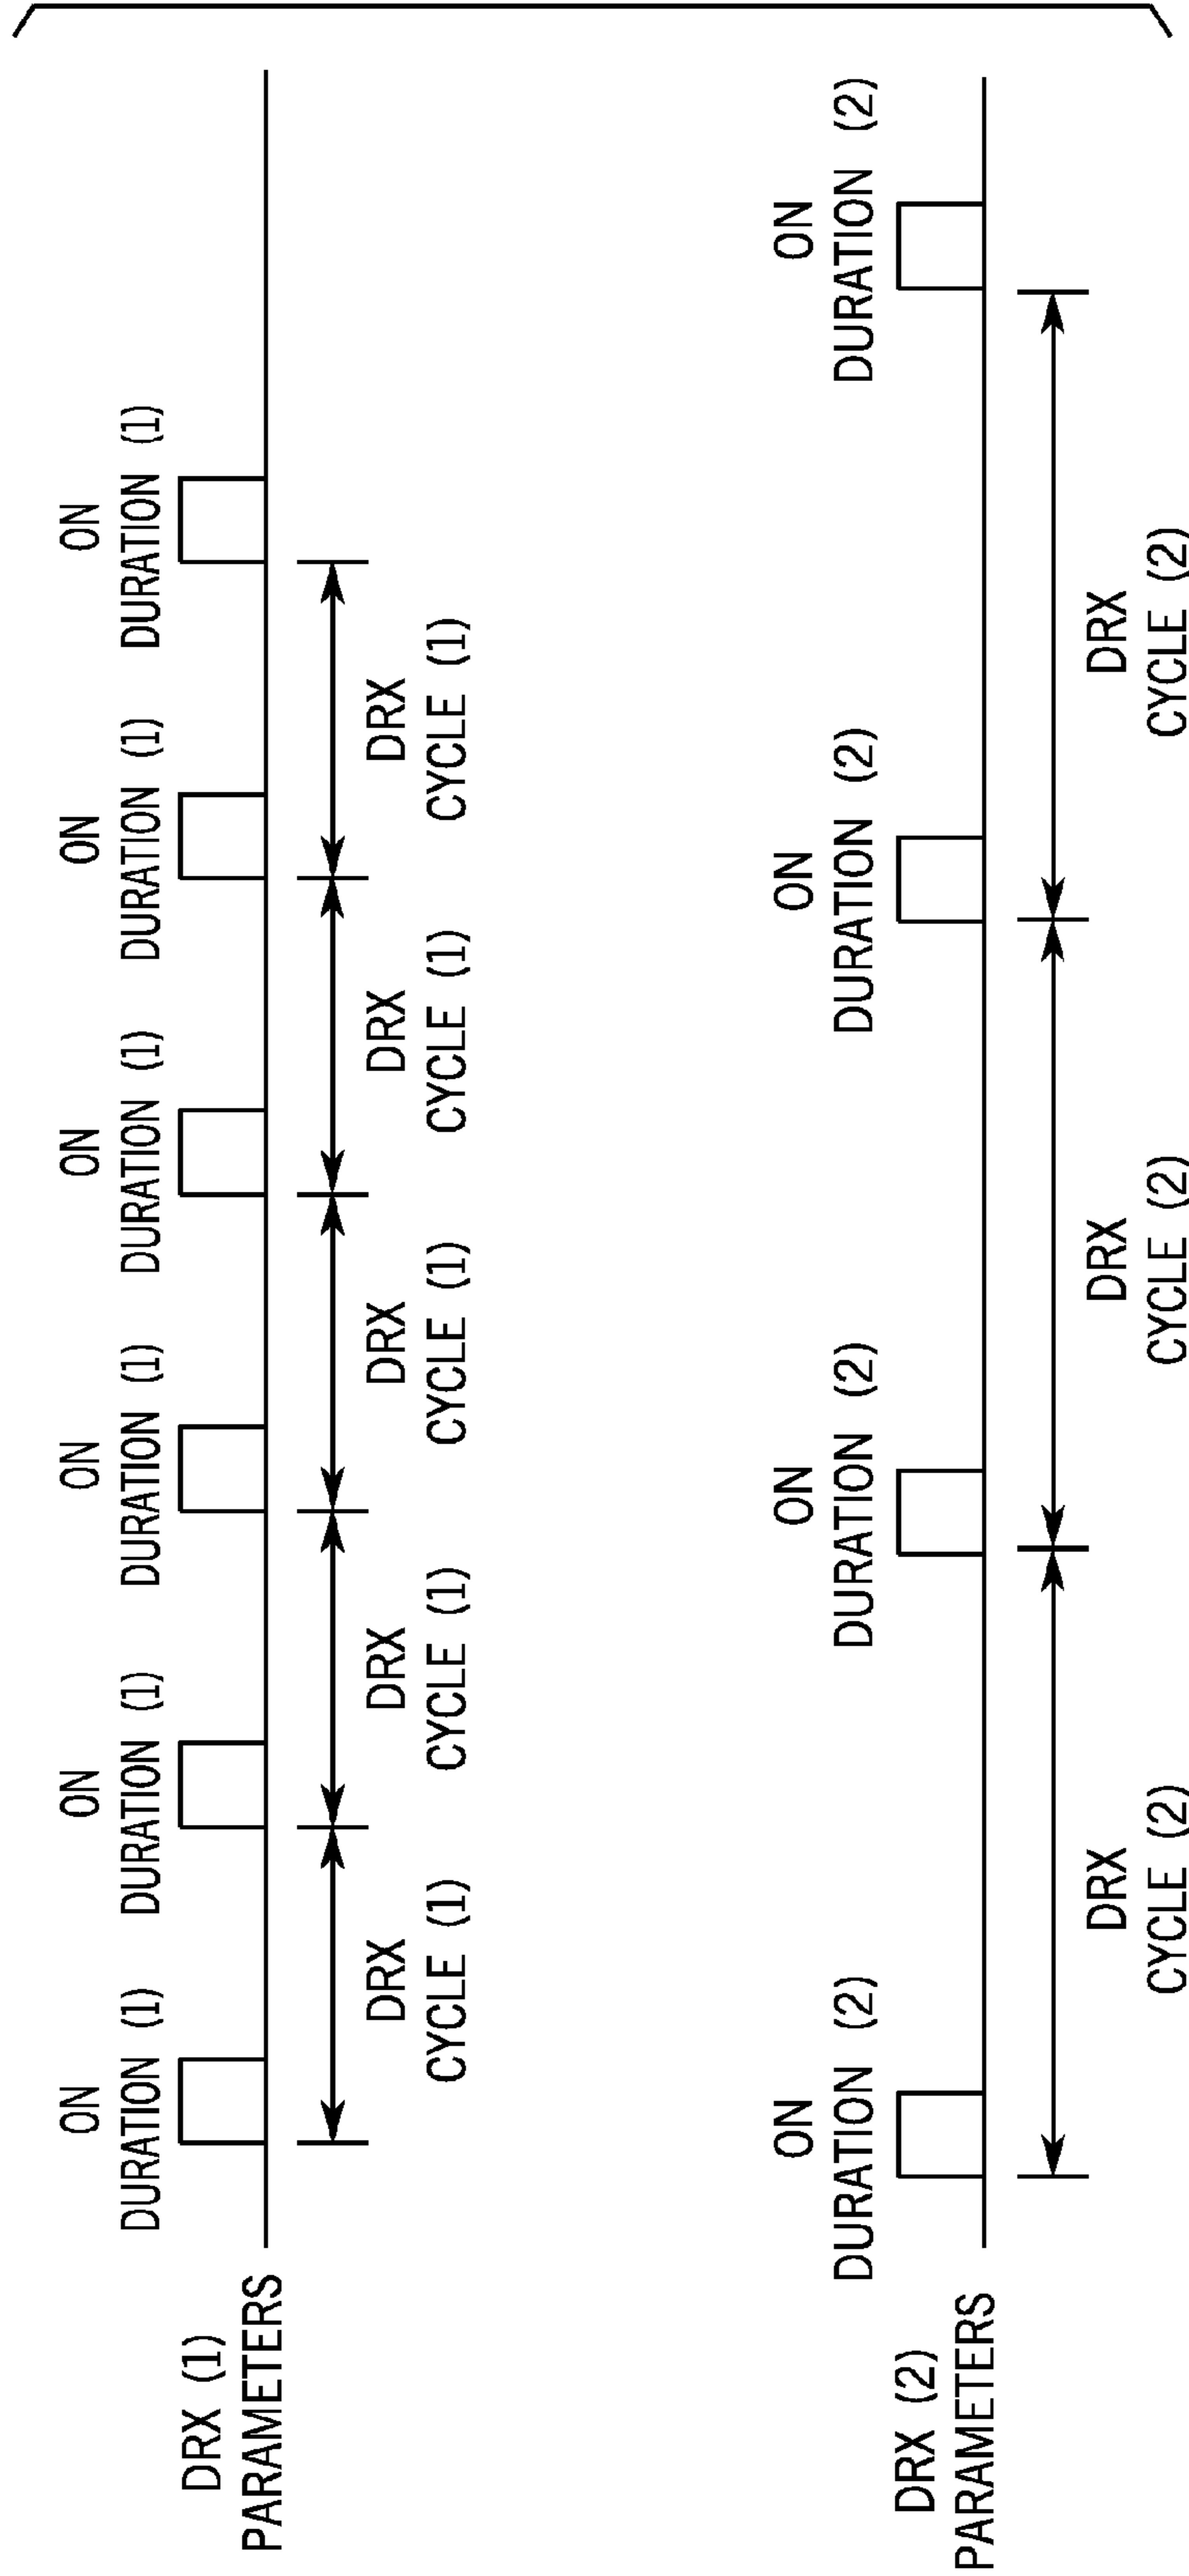 DRX (1)
PARAMETERS
ON
DURATION (1)
ON
DURATION (1)
ON
DURATION (1)
ON
DURATION (1)
ON
DURATION (1)
ON
DURATION (1)
DRX
CYCLE (1)
DRX
CYCLE (1)
DRX
CYCLE (1)
DRX
CYCLE (1)
DRX
CYCLE (1)
DRX (2)
PARAMETERS
ON
DURATION (2)
ON
DURATION (2)
ON
DURATION (2)
ON
DURATION (2)
DRX
CYCLE (2)
DRX
CYCLE (2)
DRX
CYCLE (2)